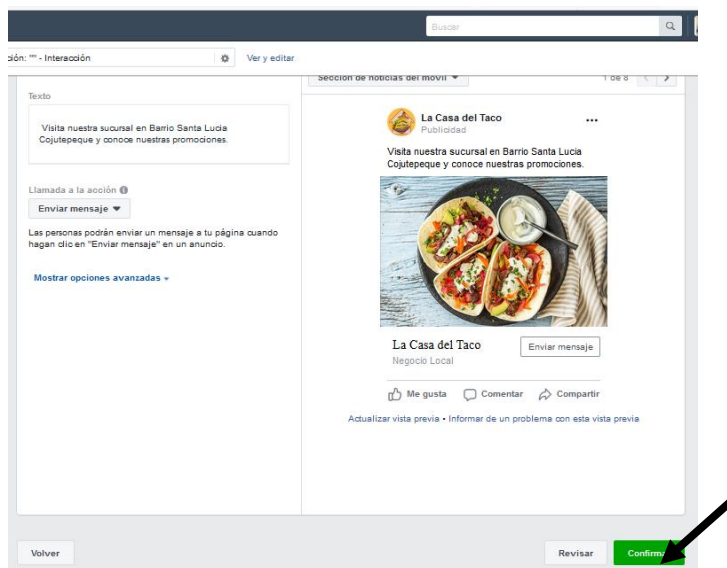 Buscar
ción: "" - Interacción
Ver y editar
Sección de noticias del móvil
1 de 8
Texto
Visita nuestra sucursal en Barrio Santa Lucia
Cojutepeque y conoce nuestras promociones.
Llamada a la acción
Enviar mensaje
Las personas podrán enviar un mensaje a tu página cuando
hagan clic en "Enviar mensaje" en un anuncio.
Mostrar opciones avanzadas
La Casa del Taco
Publicidad
Visita nuestra sucursal en Barrio Santa Lucia
Cojutepeque y conoce nuestras promociones.
La Casa del Taco
Negocio Local
Enviar mensaje
Me gusta Comentar Compartir
Actualizar vista previa • Informar de un problema con esta vista previa
Volver
Revisar
Confirma